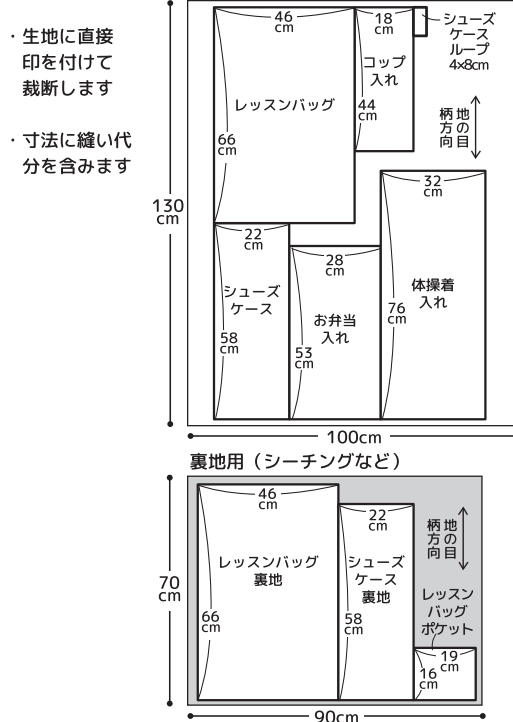 ・生地に直接
印を付けて
裁断します
・寸法に縫い代
分を含みます
46
cm
18
cm
シューズ
ケース
ループ
4×8cm
コップ
入れ
レッスンバッグ
44
cm
地の目
柄方向
66
cm
130
cm
32
cm
22
cm
28
cm
シューズ
ケース
体操着
入れ
お弁当
入れ
76
cm
58
cm
53
cm
100cm
裏地用（シーチングなど）
46
cm
22
cm
地の目
柄方向
レッスンバッグ
裏地
シューズ
ケース
裏地
70
cm
レッスン
バッグ
ポケット
66
cm
58
cm
19
cm
16
cm
90cm